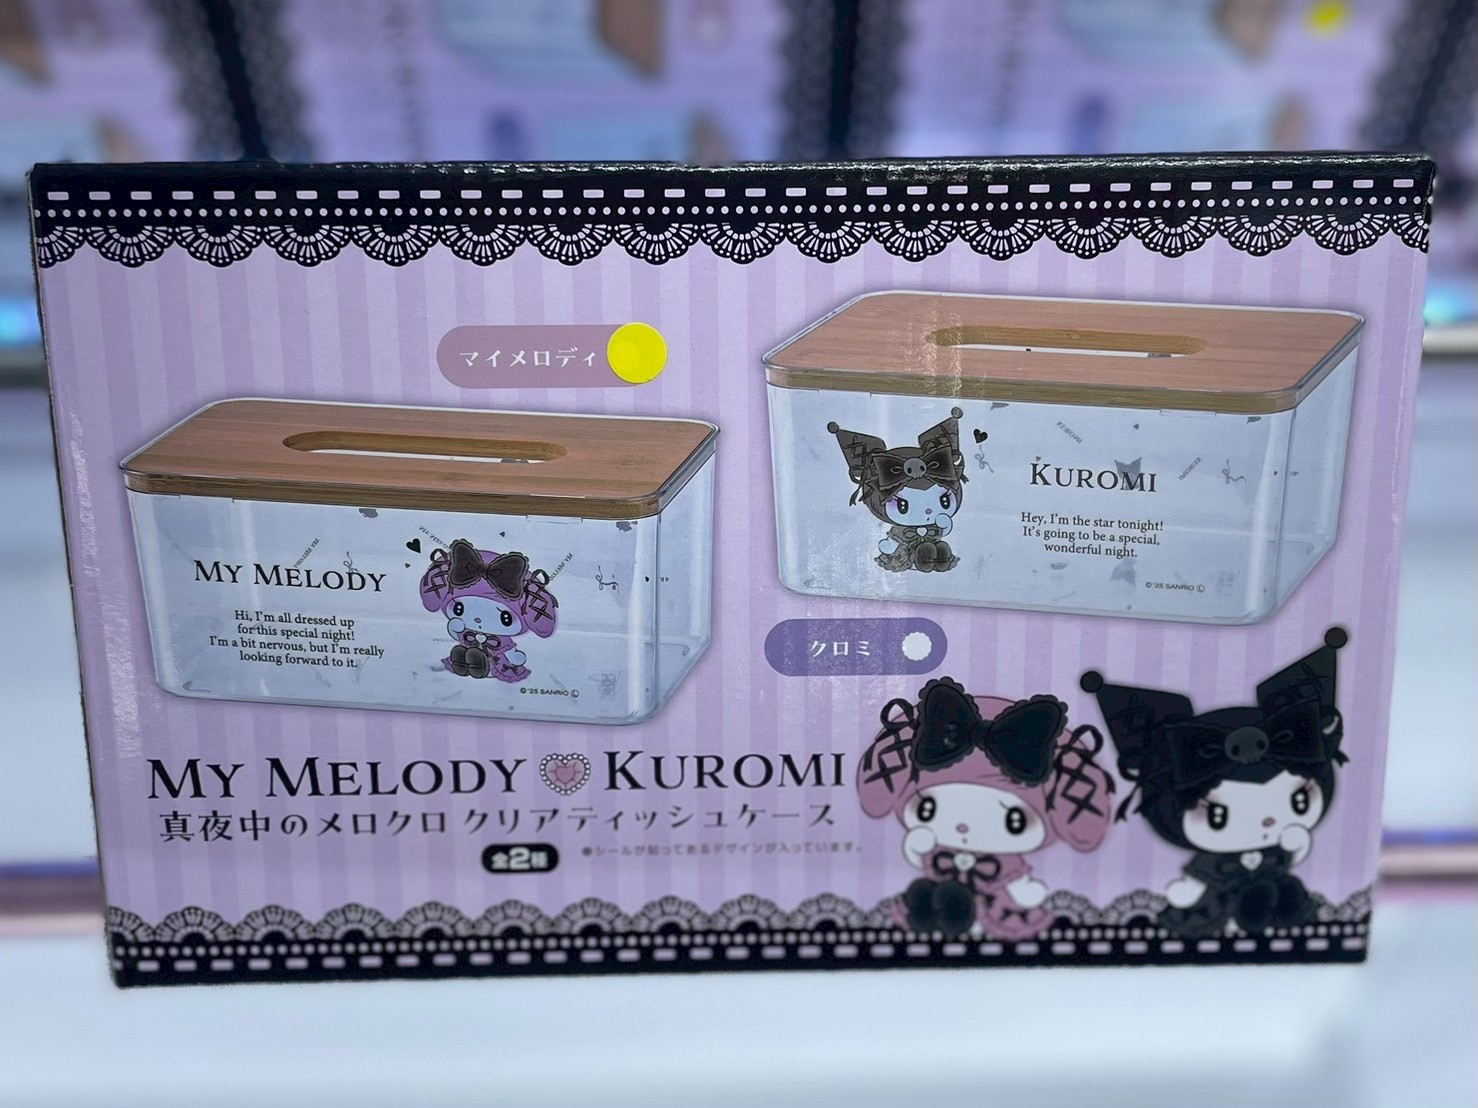 マイメロディ
MY MELODY
Hi, I'm all dressed up
for this special night!
I'm a bit nervous, but I'm really
looking forward to it.
© '25 SANRIO Ⓛ
KUROMI
KUROMI
Hey, I'm the star tonight!
It's going to be a special,
wonderful night.
© '25 SANRIO Ⓛ
クロミ
MY MELODY KUROMI
真夜中のメロクロ クリアティッシュケース
全2種
●シールが貼ってあるデザインが入っています。